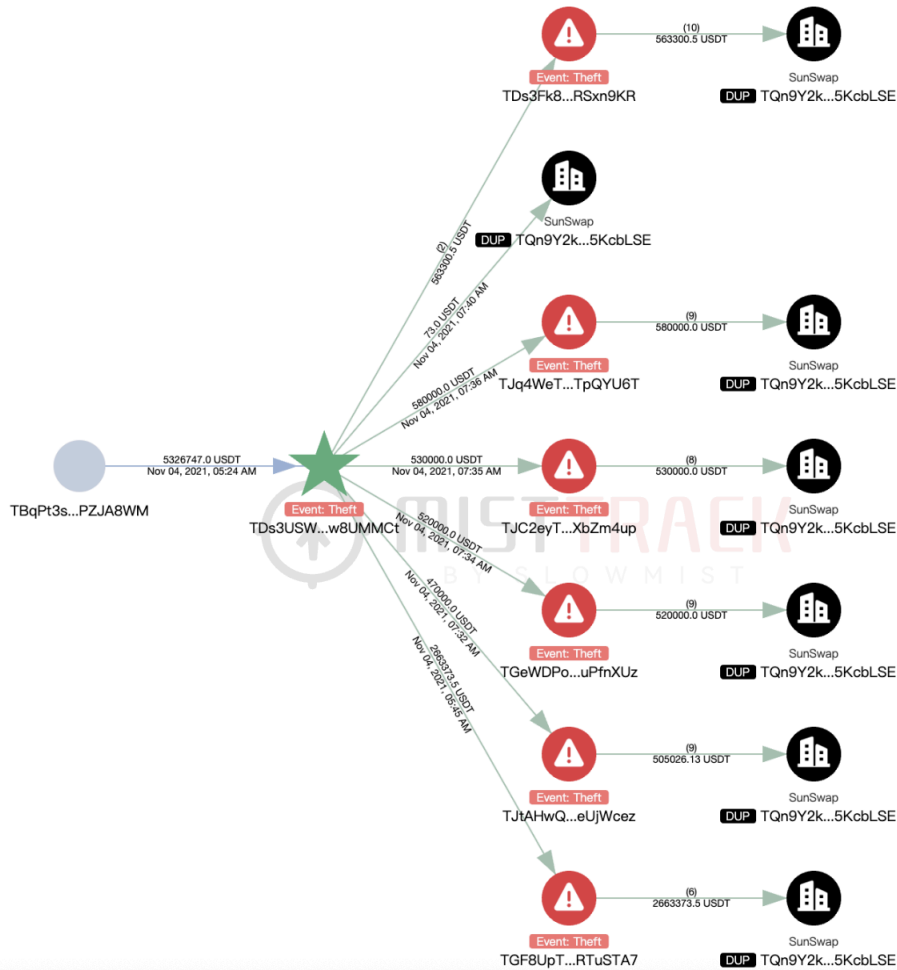 (10)
563300.5 USDT
Event: Theft
TDs3Fk8...RSxn9KR
SunSwap
DUP TQn9Y2k...5KcbLSE
(2)
563300.5 USDT
SunSwap
DUP TQn9Y2k...5KcbLSE
73.0 USDT
Nov 04, 2021, 07:40 AM
(9)
580000.0 USDT
Event: Theft
TJq4WeT...TpQYU6T
SunSwap
DUP TQn9Y2k...5KcbLSE
580000.0 USDT
Nov 04, 2021, 07:36 AM
5326747.0 USDT
Nov 04, 2021, 05:24 AM
TBqPt3s...PZJA8WM
Event: Theft
TDs3USW...w8UMMCt
530000.0 USDT
Nov 04, 2021, 07:35 AM
(8)
530000.0 USDT
Event: Theft
TJC2eyT...XbZm4up
SunSwap
DUP TQn9Y2k...5KcbLSE
MISTTRACK
BY SLOWMIST
520000.0 USDT
Nov 04, 2021, 07:34 AM
(9)
520000.0 USDT
Event: Theft
TGeWDPo...uPfnXUz
SunSwap
DUP TQn9Y2k...5KcbLSE
470000.0 USDT
Nov 04, 2021, 07:32 AM
(9)
505026.13 USDT
Event: Theft
TJtAHwQ...eUjWcez
SunSwap
DUP TQn9Y2k...5KcbLSE
2663373.5 USDT
Nov 04, 2021, 05:45 AM
(6)
2663373.5 USDT
Event: Theft
TGF8UpT...RTuSTA7
SunSwap
DUP TQn9Y2k...5KcbLSE